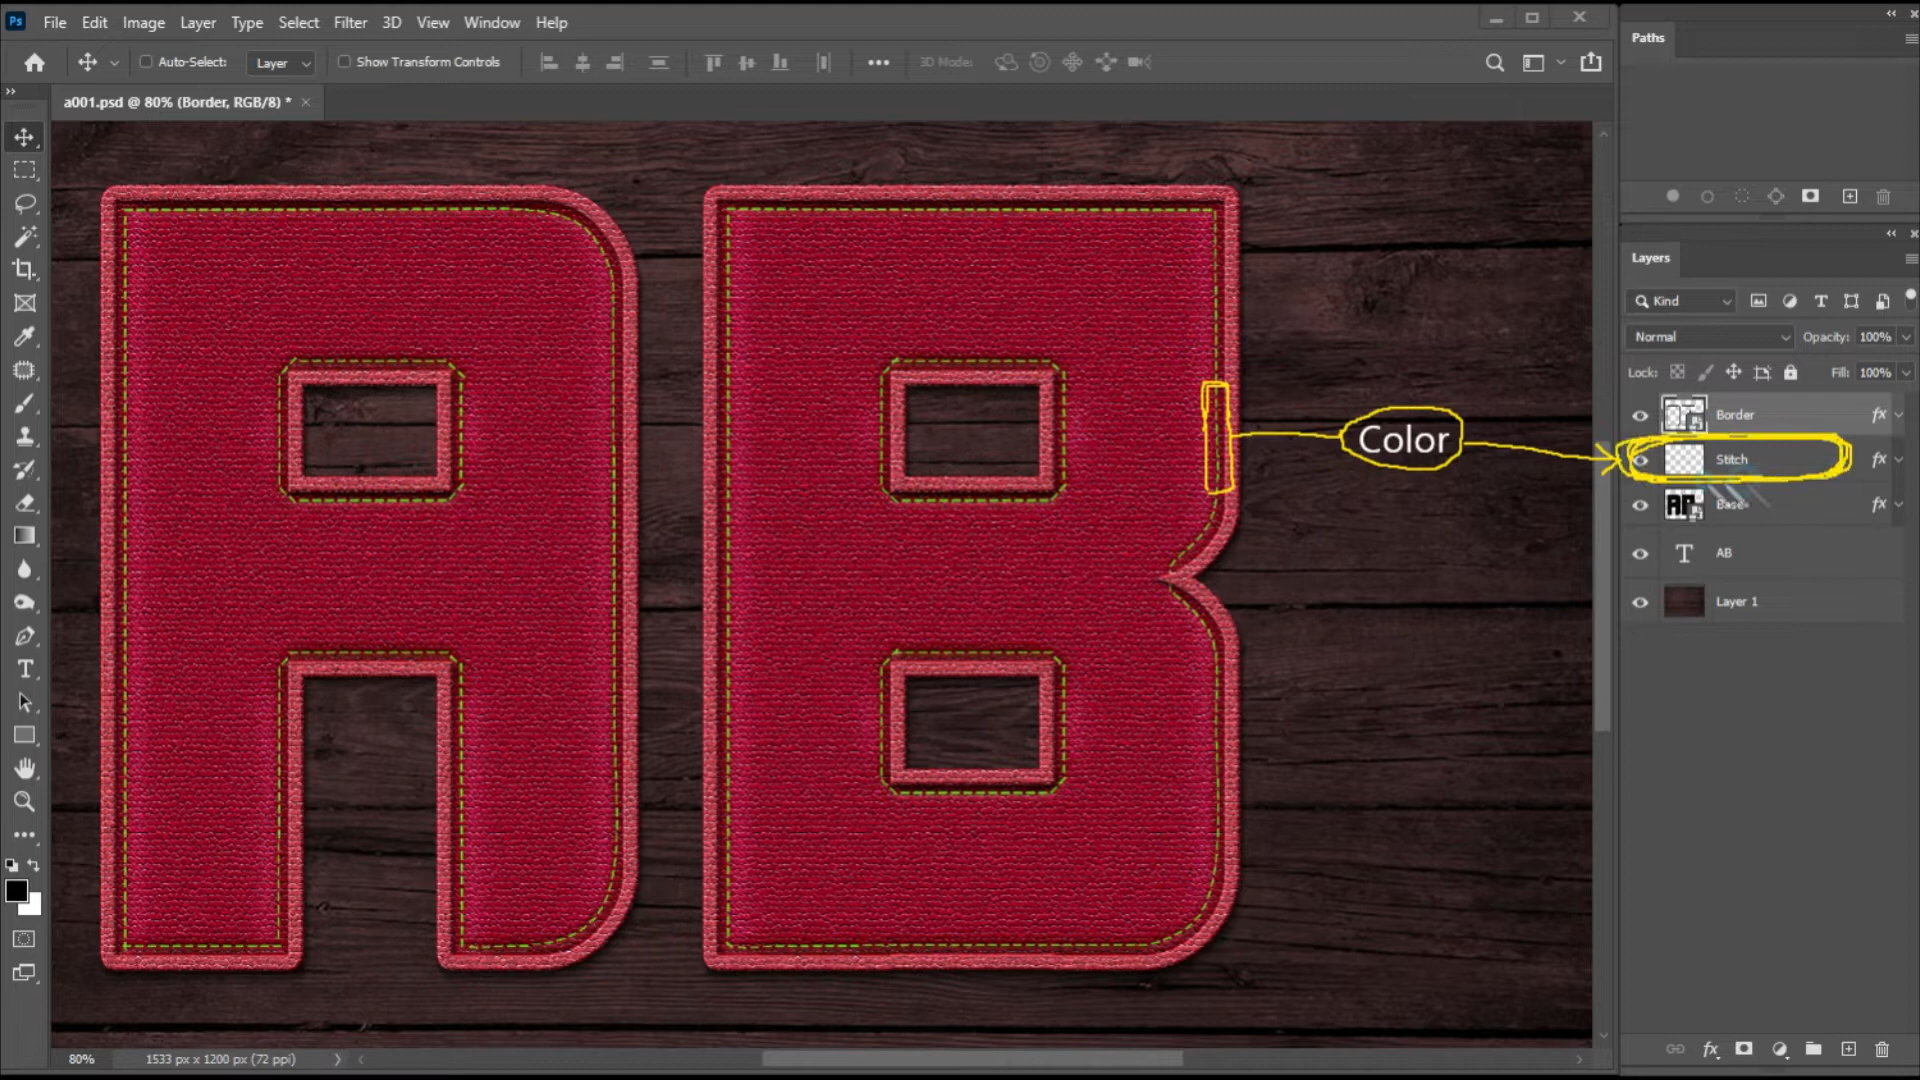 Ps File Edit Image Layer Type Select Filter 3D View Window Help
Auto-Select: Layer Show Transform Controls 3D Mode:
a001.psd @ 80% (Border, RGB/8) *
AB
Color
80% 1533 px x 1200 px (72 ppi)
Paths
Layers
Kind
Normal Opacity: 100%
Lock: Fill: 100%
Border fx
Stitch fx
Base fx
T AB
Layer 1
fx